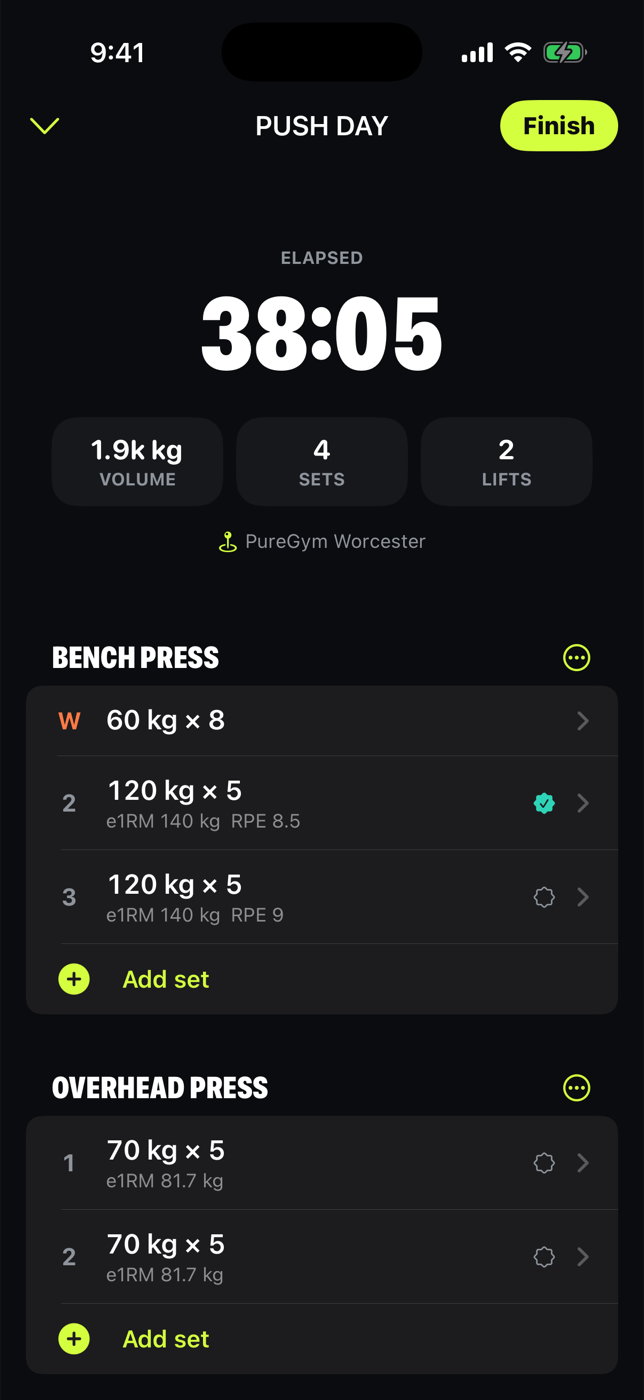 9:41
PUSH DAY
Finish
ELAPSED
38:05
1.9k kg
VOLUME
4
SETS
2
LIFTS
PureGym Worcester
BENCH PRESS
W 60 kg × 8
2 120 kg × 5
e1RM 140 kg RPE 8.5
3 120 kg × 5
e1RM 140 kg RPE 9
Add set
OVERHEAD PRESS
1 70 kg × 5
e1RM 81.7 kg
2 70 kg × 5
e1RM 81.7 kg
Add set